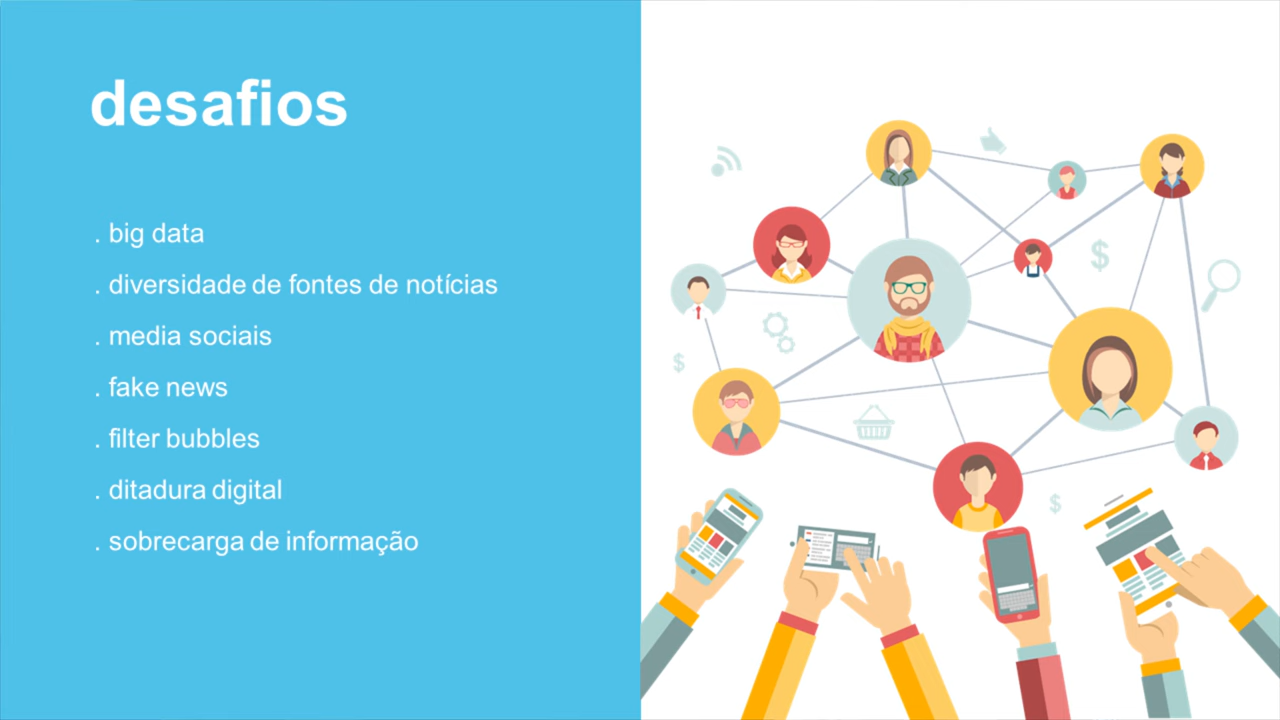 desafios
. big data
. diversidade de fontes de notícias
. media sociais
. fake news
. filter bubbles
. ditadura digital
. sobrecarga de informação
$
$
$